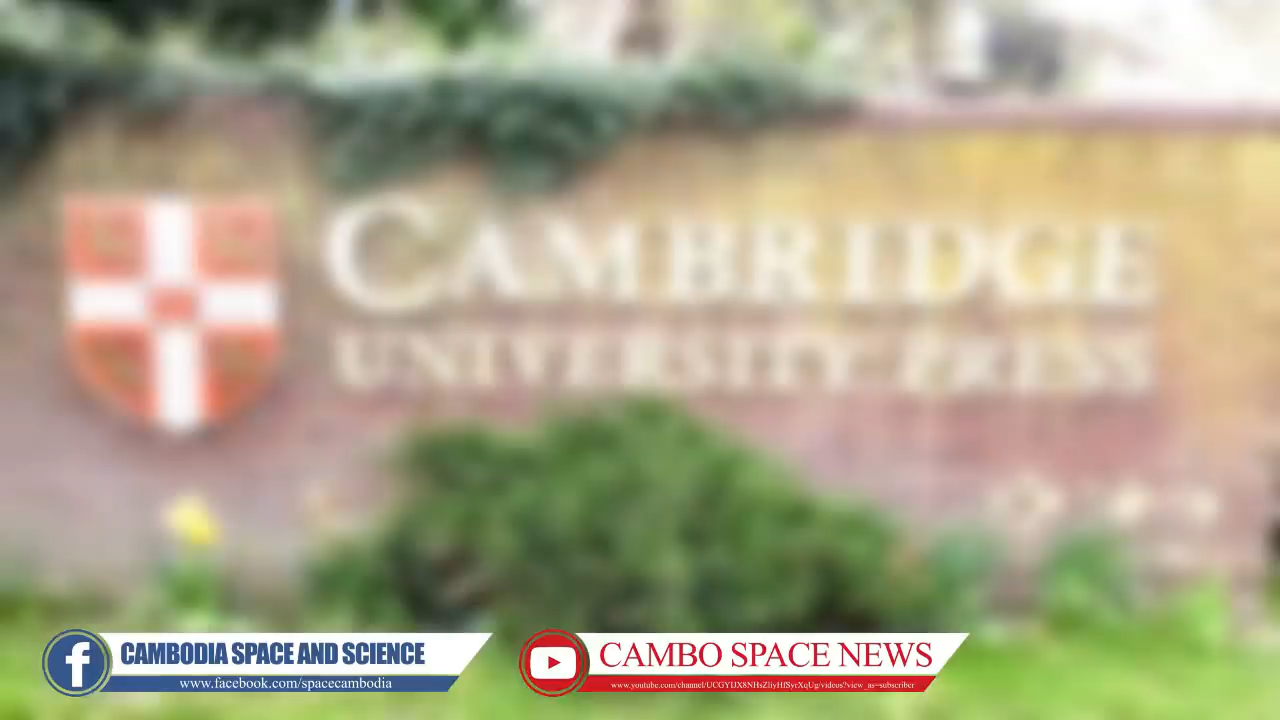 CAMBRIDGE
UNIVERSITY PRESS
CAMBODIA SPACE AND SCIENCE
www.facebook.com/spacecambodia
CAMBO SPACE NEWS